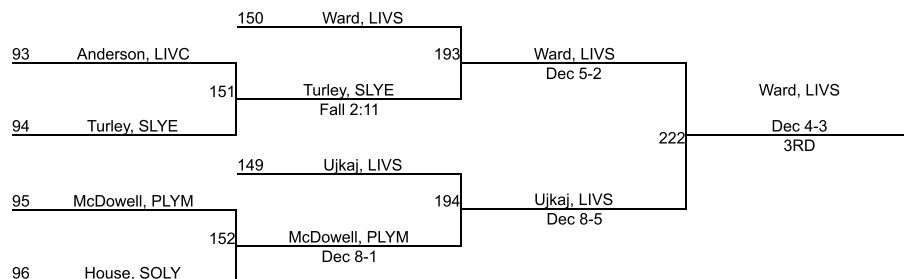 150 Ward, LIVS
93 Anderson, LIVC
193
Ward, LIVS
Dec 5-2
151
Turley, SLYE
Fall 2:11
Ward, LIVS
94 Turley, SLYE
222
Dec 4-3
3RD
149 Ujkaj, LIVS
95 McDowell, PLYM
194
Ujkaj, LIVS
Dec 8-5
152
McDowell, PLYM
Dec 8-1
96 House, SOLY